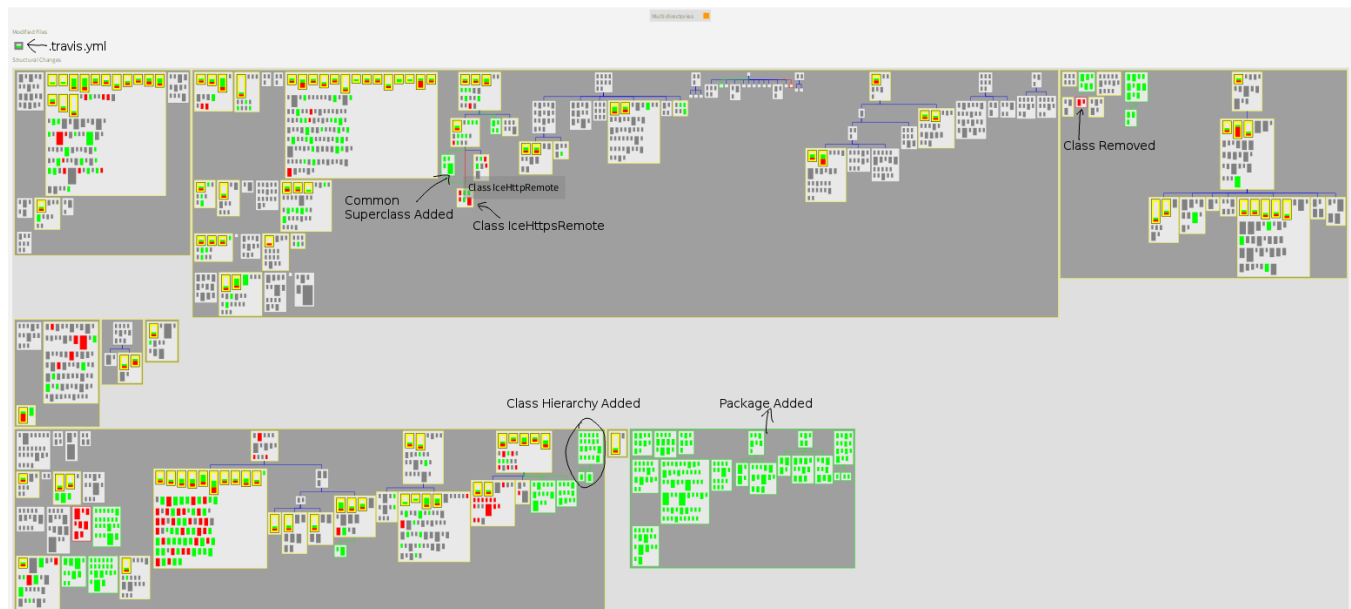 Multi directories
Modified files
.travis.yml
Structural Changes
Class Removed
Class IceHttpRemote
Common
Superclass Added
Class IceHttpsRemote
Class Hierarchy Added
Package Added